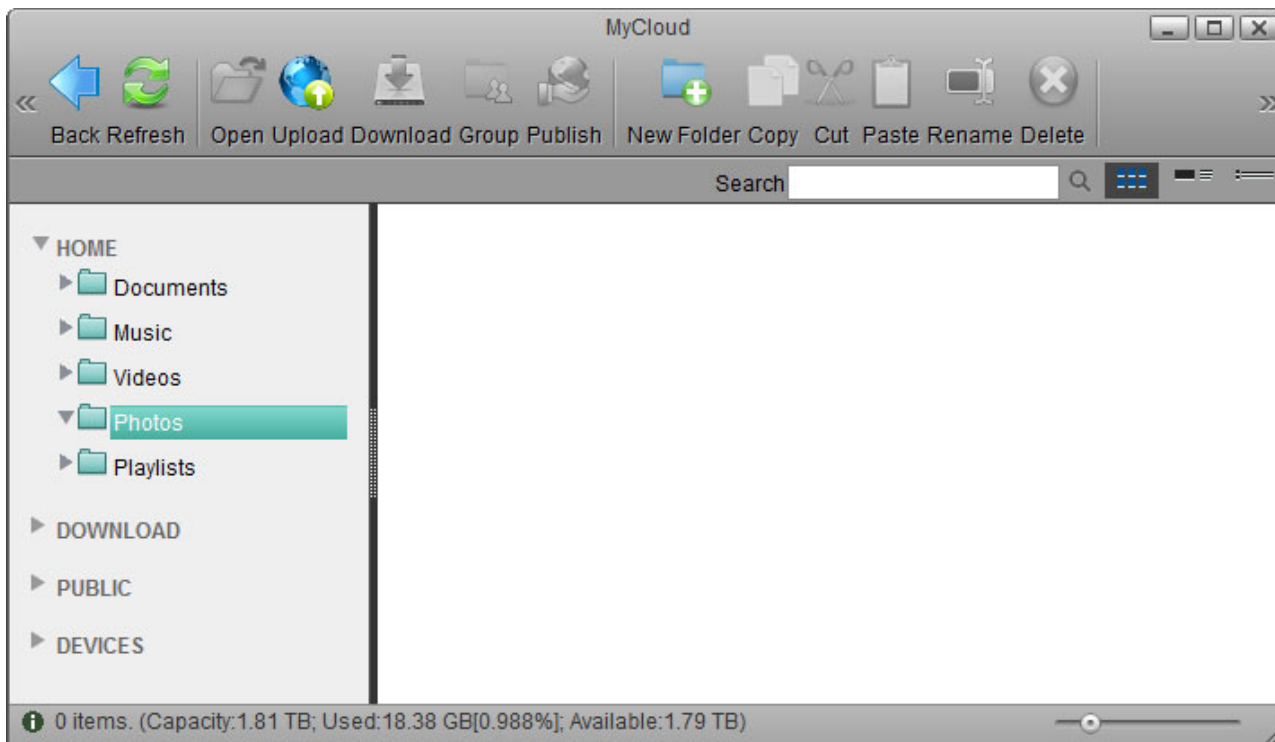 MyCloud
Back Refresh Open Upload Download Group Publish New Folder Copy Cut Paste Rename Delete
Search
HOME
Documents
Music
Videos
Photos
Playlists
DOWNLOAD
PUBLIC
DEVICES
0 items. (Capacity:1.81 TB; Used:18.38 GB[0.988%]; Available:1.79 TB)